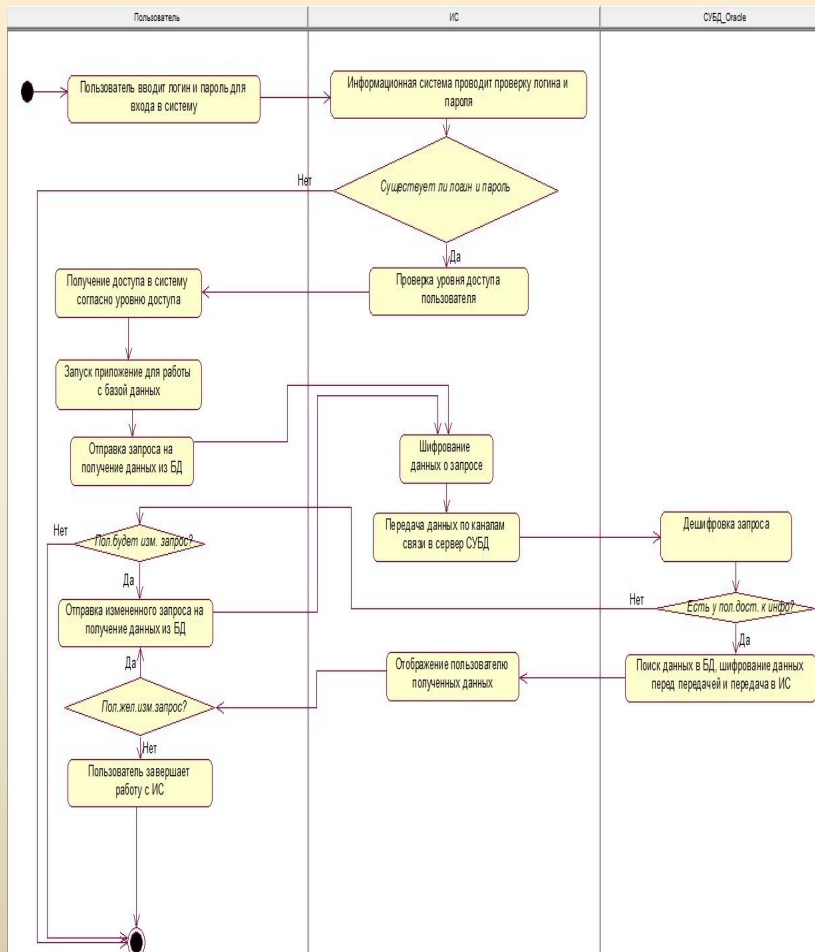 Пользователь
ИС
СУБД_Oracle
Пользователь вводит логин и пароль для
входа в систему
Информационная система проводит проверку логина и
пароля
Существует ли логин и пароль
Нет
Да
Получение доступа в систему
согласно уровню доступа
Проверка уровня доступа
пользователя
Запуск приложение для работы
с базой данных
Отправка запроса на
получение данных из БД
Шифрование
данных о запросе
Передача данных по каналам
связи в сервер СУБД
Дешифровка запроса
Нет
Пол.будет изм. запрос?
Да
Есть у пол.дост. к инфо?
Нет
Да
Отправка измененного запроса на
получение данных из БД
Да
Отображение пользователю
полученных данных
Поиск данных в БД, шифрование данных
перед передачей и передача в ИС
Пол.жел.изм.запрос?
Нет
Пользователь завершает
работу с ИС